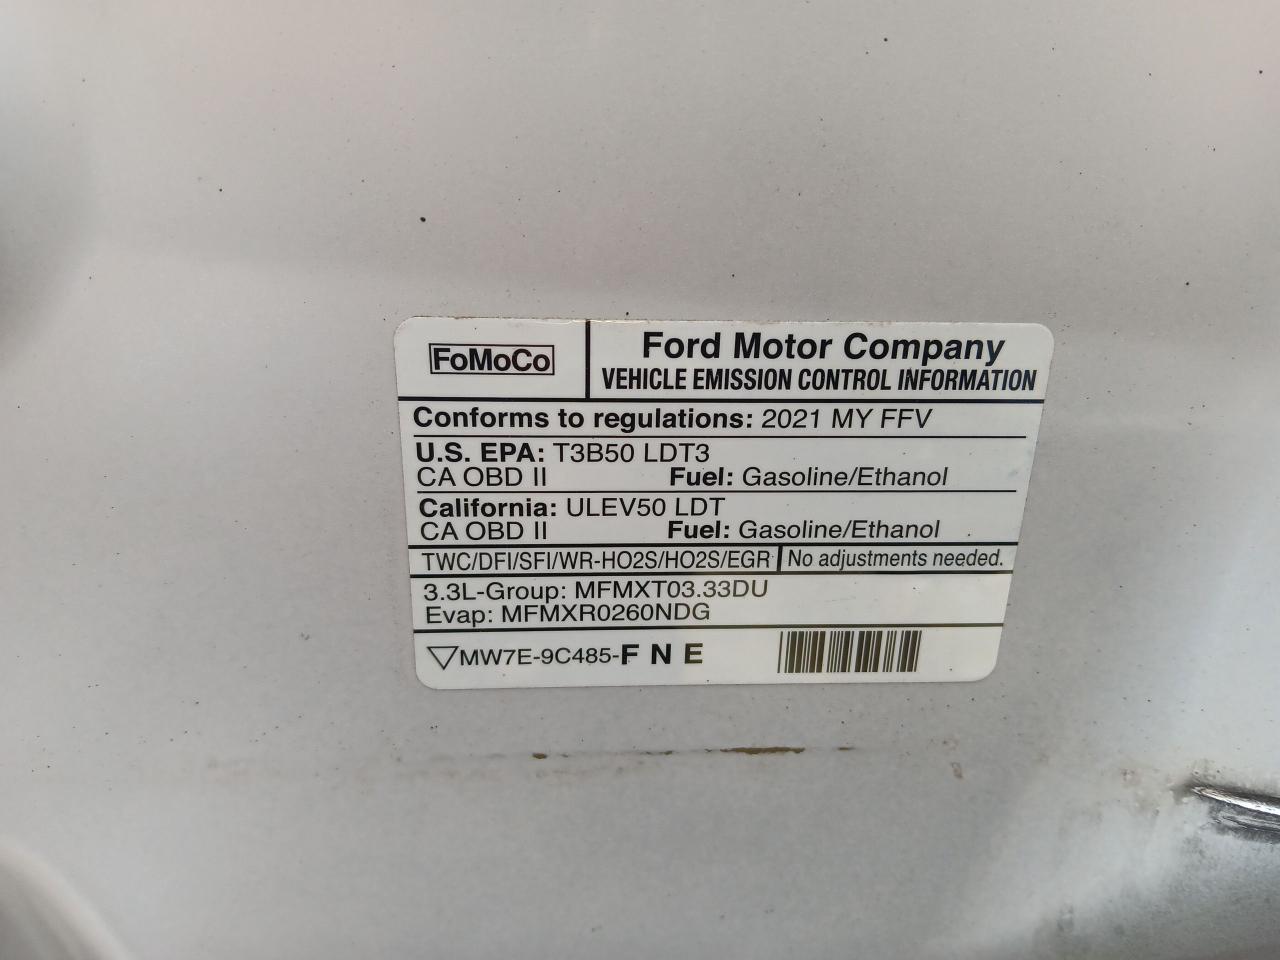 FoMoCo
Ford Motor Company
VEHICLE EMISSION CONTROL INFORMATION
Conforms to regulations: 2021 MY FFV
U.S. EPA: T3B50 LDT3
CA OBD II Fuel: Gasoline/Ethanol
California: ULEV50 LDT
CA OBD II Fuel: Gasoline/Ethanol
TWC/DFI/SFI/WR-HO2S/HO2S/EGR No adjustments needed.
3.3L-Group: MFMXT03.33DU
Evap: MFMXR0260NDG
MW7E-9C485-F N E